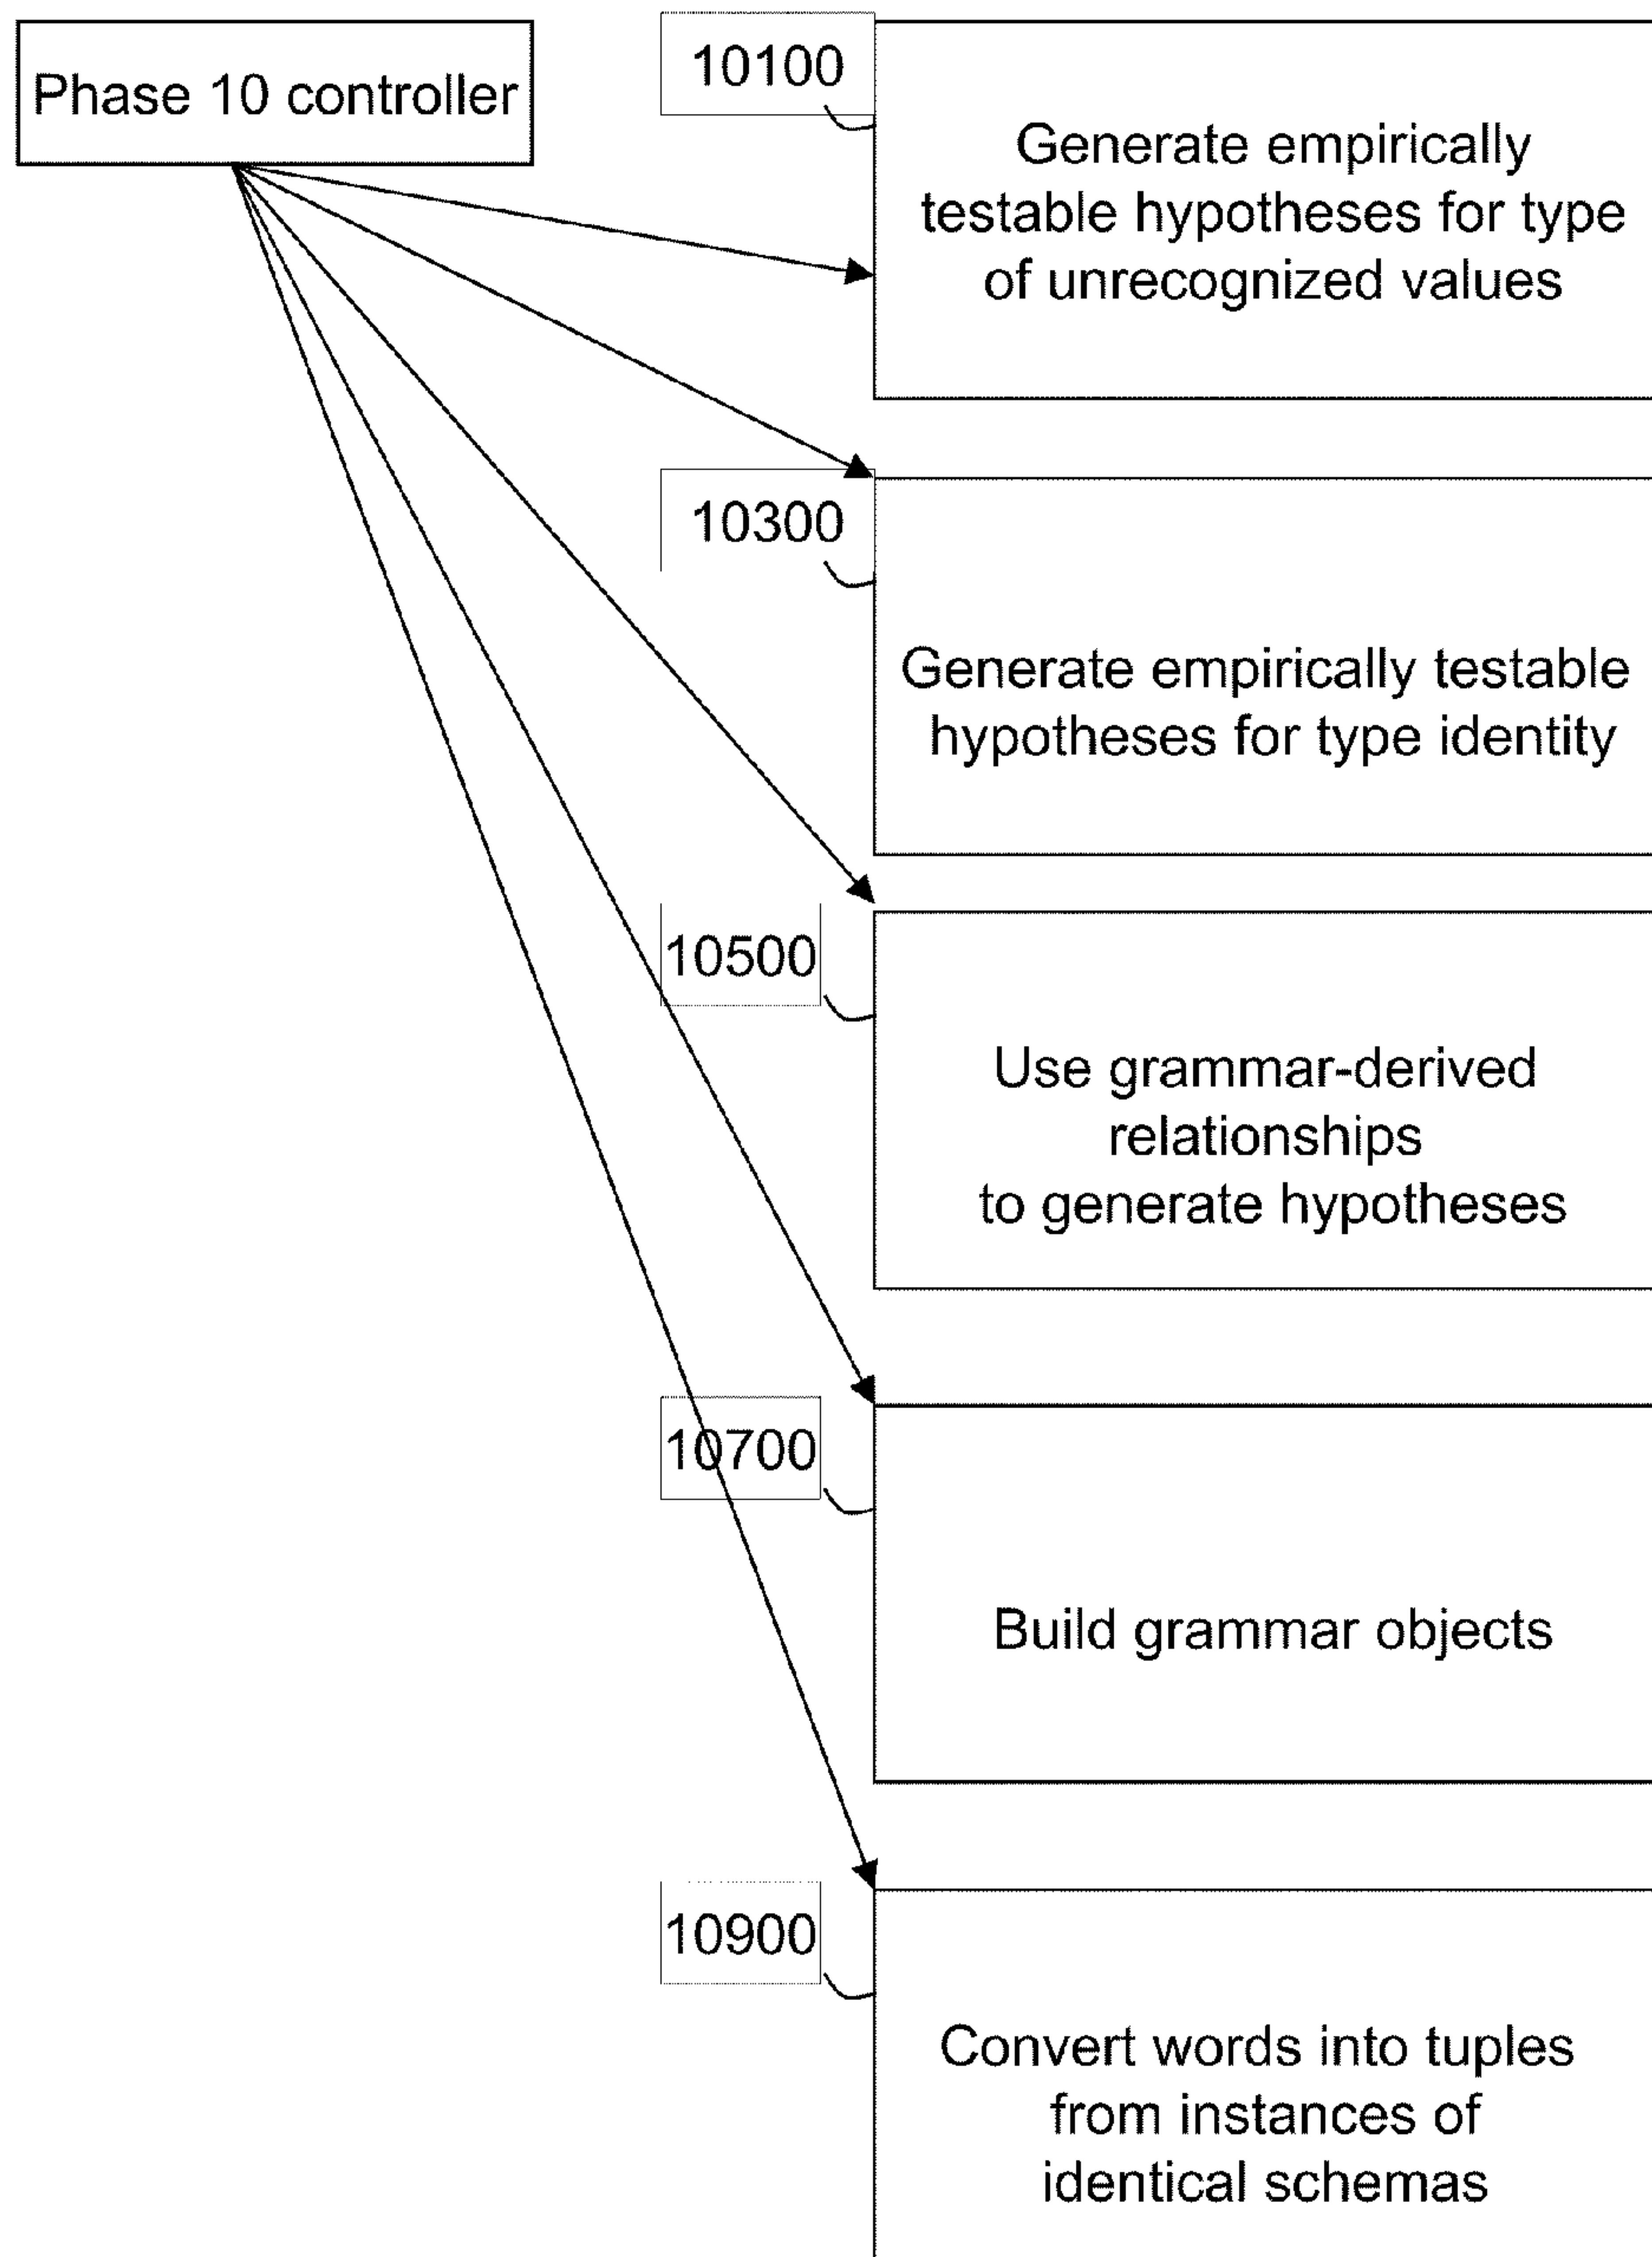 Phase 10 controller
10100
Generate empirically
testable hypotheses for type
of unrecognized values
10300
Generate empirically testable
hypotheses for type identity
10500
Use grammar-derived
relationships
to generate hypotheses
10700
Build grammar objects
10900
Convert words into tuples
from instances of
identical schemas